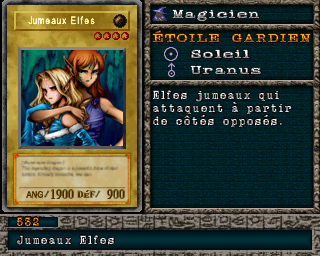 Jumeaux Elfes
ANG/1900 DÉF/ 900
Magicien
ÉTOILE GARDIEN
Soleil
Uranus
Elfes jumeaux qui
attaquent à partir
de côtés opposés.
532
Jumeaux Elfes